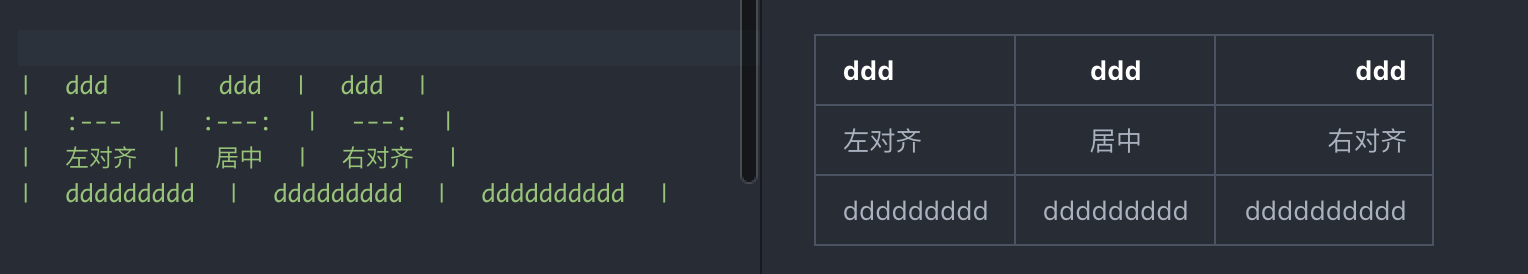 | ddd | ddd | ddd |
| :--- | :---: | ---: |
| 左对齐 | 居中 | 右对齐 |
| ddddddddd | ddddddddd | dddddddddd |
ddd ddd ddd
左对齐 居中 右对齐
ddddddddd ddddddddd dddddddddd